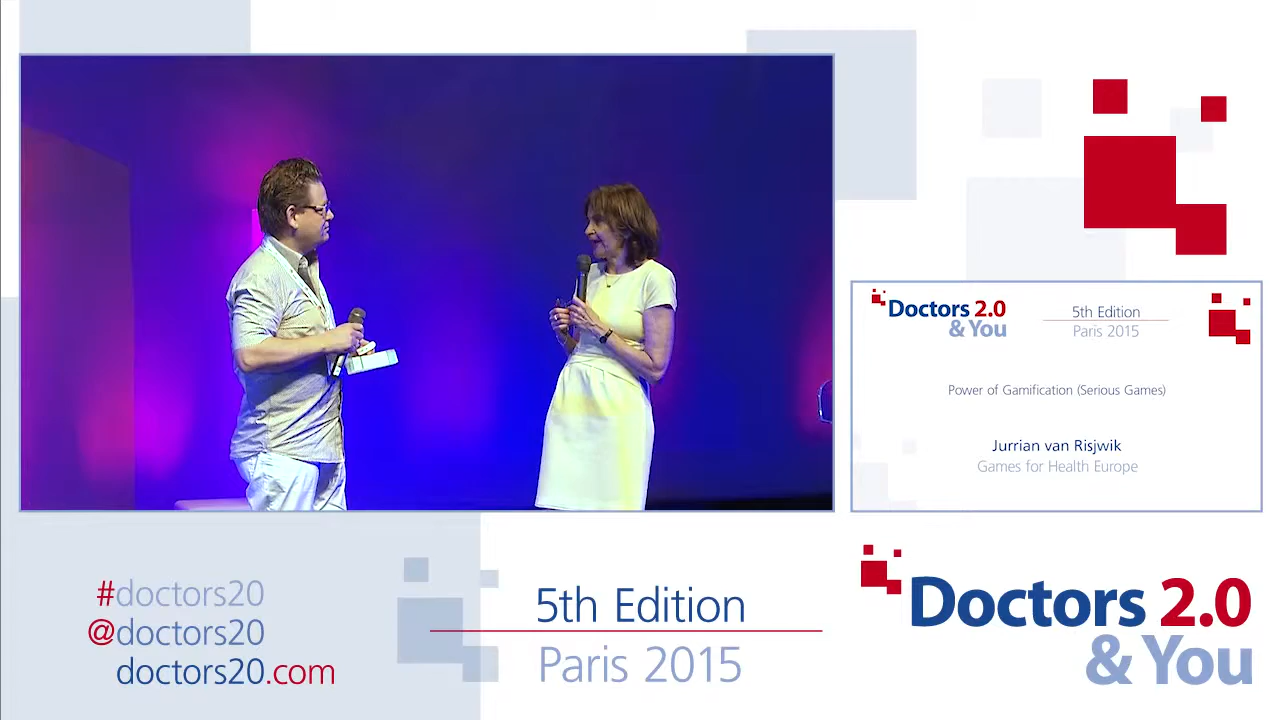 Doctors 2.0
& You
5th Edition
Paris 2015
Power of Gamification (Serious Games)
Jurrian van Risjwik
Games for Health Europe
#doctors20
@doctors20
doctors20.com
5th Edition
Paris 2015
Doctors 2.0
& You